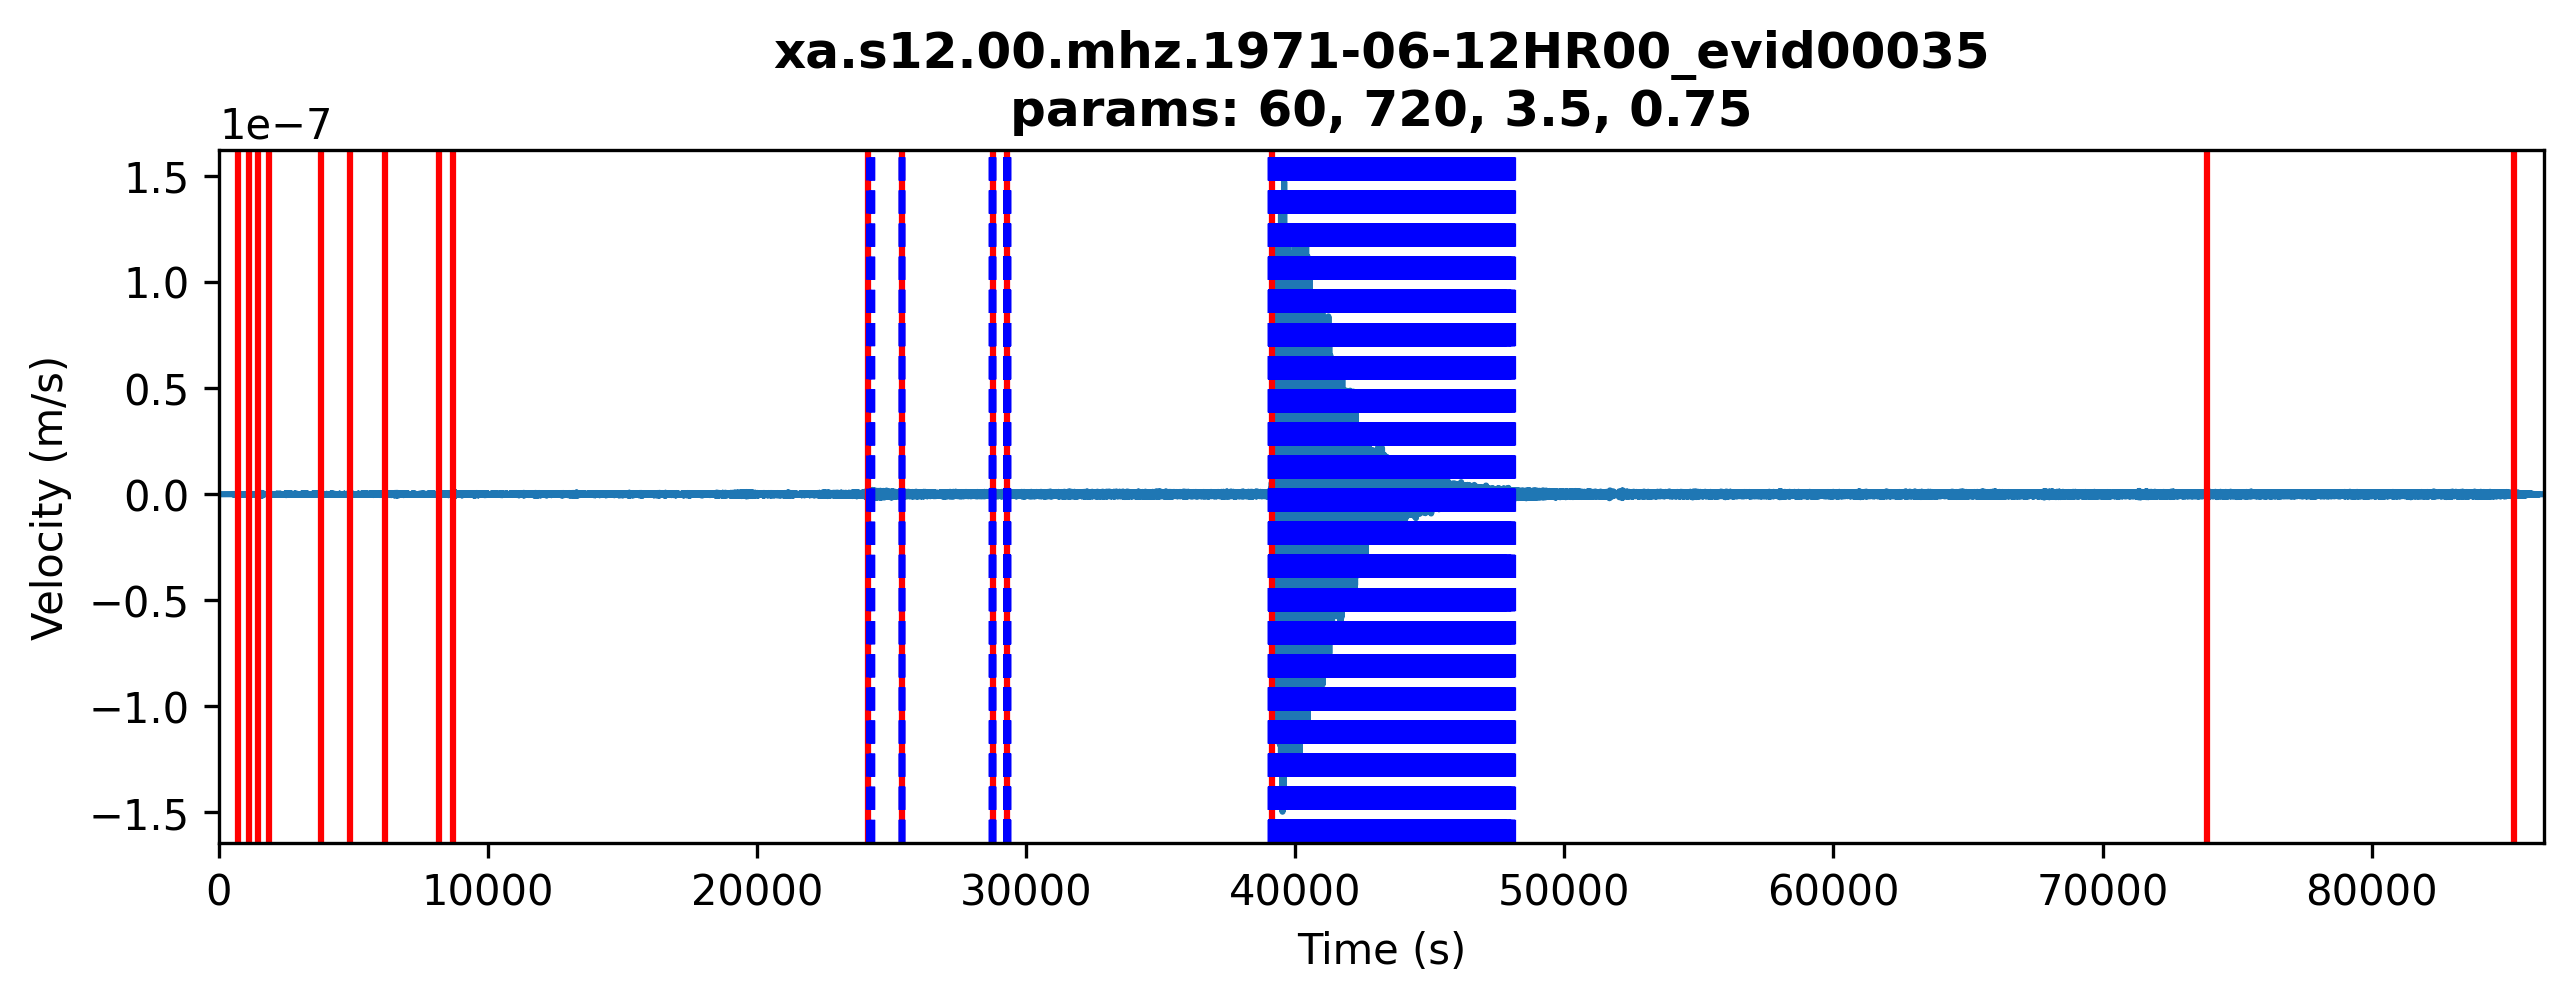 xa.s12.00.mhz.1971-06-12HR00_evid00035
params: 60, 720, 3.5, 0.75
1e−7
1.5
1.0
0.5
0.0
−0.5
−1.0
−1.5
Velocity (m/s)
0 10000 20000 30000 40000 50000 60000 70000 80000
Time (s)